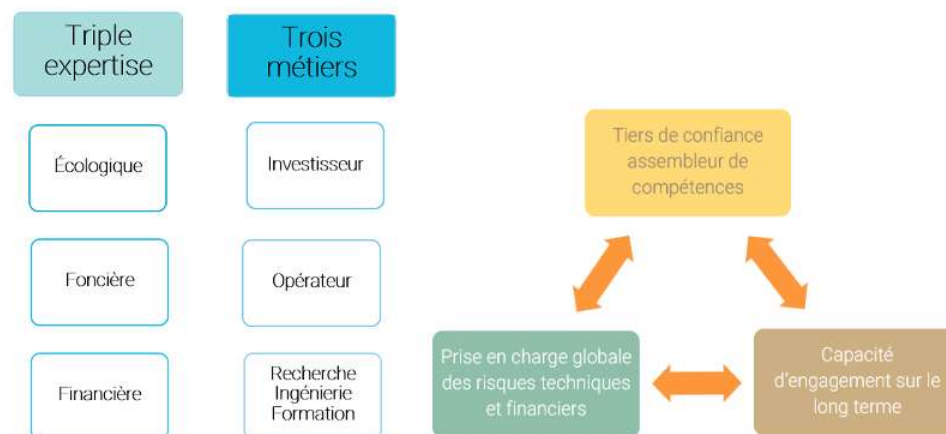 Triple
expertise
Trois
métiers
Écologique
Investisseur
Foncière
Opérateur
Financière
Recherche
Ingénierie
Formation
Tiers de confiance
assembleur de
compétences
Prise en charge globale
des risques techniques
et financiers
Capacité
d'engagement sur le
long terme